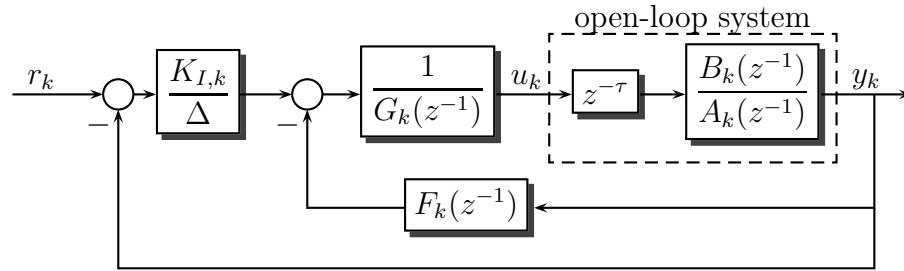 open-loop system
r_k
−
K_{I,k}
Δ
−
1
G_k(z^{-1})
u_k
z^{-τ}
B_k(z^{-1})
A_k(z^{-1})
y_k
F_k(z^{-1})